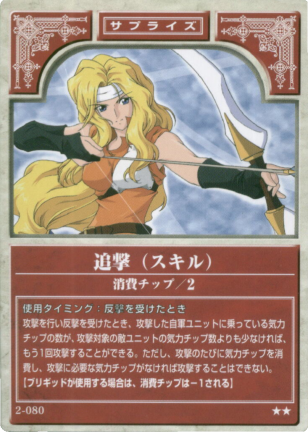 サプライズ
追撃（スキル）
消費チップ／2
使用タイミング：反撃を受けたとき
攻撃を行い反撃を受けたとき、攻撃した自軍ユニットに乗っている気力
チップの数が、攻撃対象の敵ユニットの気力チップ数よりも少なければ、
もう1回攻撃することができる。ただし、攻撃のたびに気力チップを消
費し、攻撃に必要な気力チップがなければ攻撃することはできない。
【ブリギッドが使用する場合は、消費チップは－1される】
2-080
★★